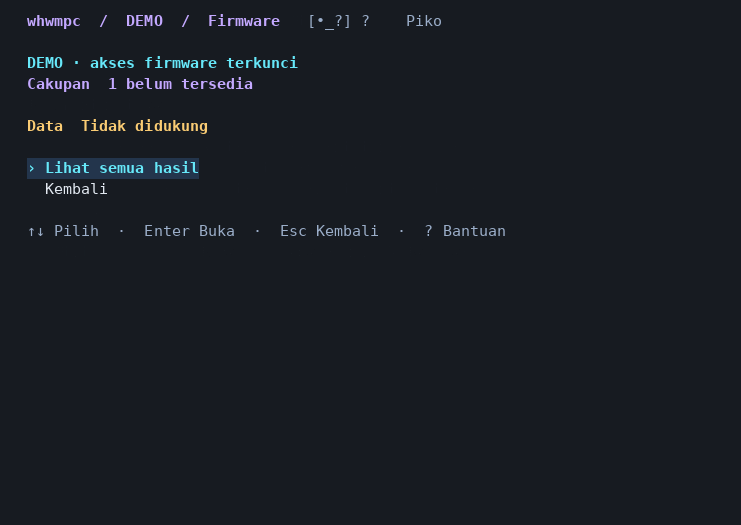 whwmpc / DEMO / Firmware [•_?] ? Piko
DEMO · akses firmware terkunci
Cakupan 1 belum tersedia
Data Tidak didukung
› Lihat semua hasil
Kembali
↑↓ Pilih · Enter Buka · Esc Kembali · ? Bantuan